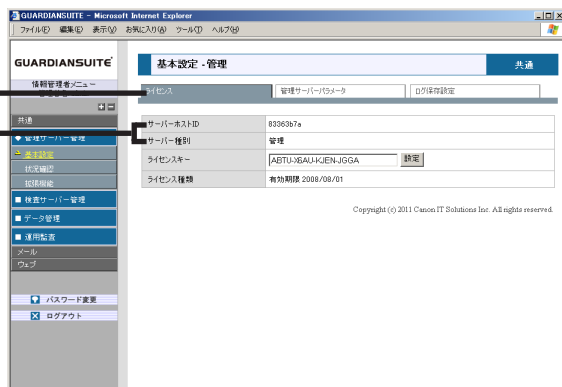 GUARDIANSUITE - Microsoft Internet Explorer
ファイル(F) 編集(E) 表示(V) お気に入り(A) ツール(T) ヘルプ(H)
GUARDIANSUITE
基本設定 - 管理
共通
情報管理者メニュー
ライセンス
管理サーバーパラメータ
ログ保存設定
共通
サーバーホストID
83363b7a
管理サーバー管理
サーバー種別
管理
基本設定
ライセンスキー
ABTU-X6AU-KJEN-JGGA
設定
状況確認
拡張機能
ライセンス種類
有効期限 2008/08/01
検査サーバー管理
Copyright (c) 2011 Canon IT Solutions Inc. All rights reserved.
データ管理
運用監査
メール
ウェブ
パスワード変更
ログアウト